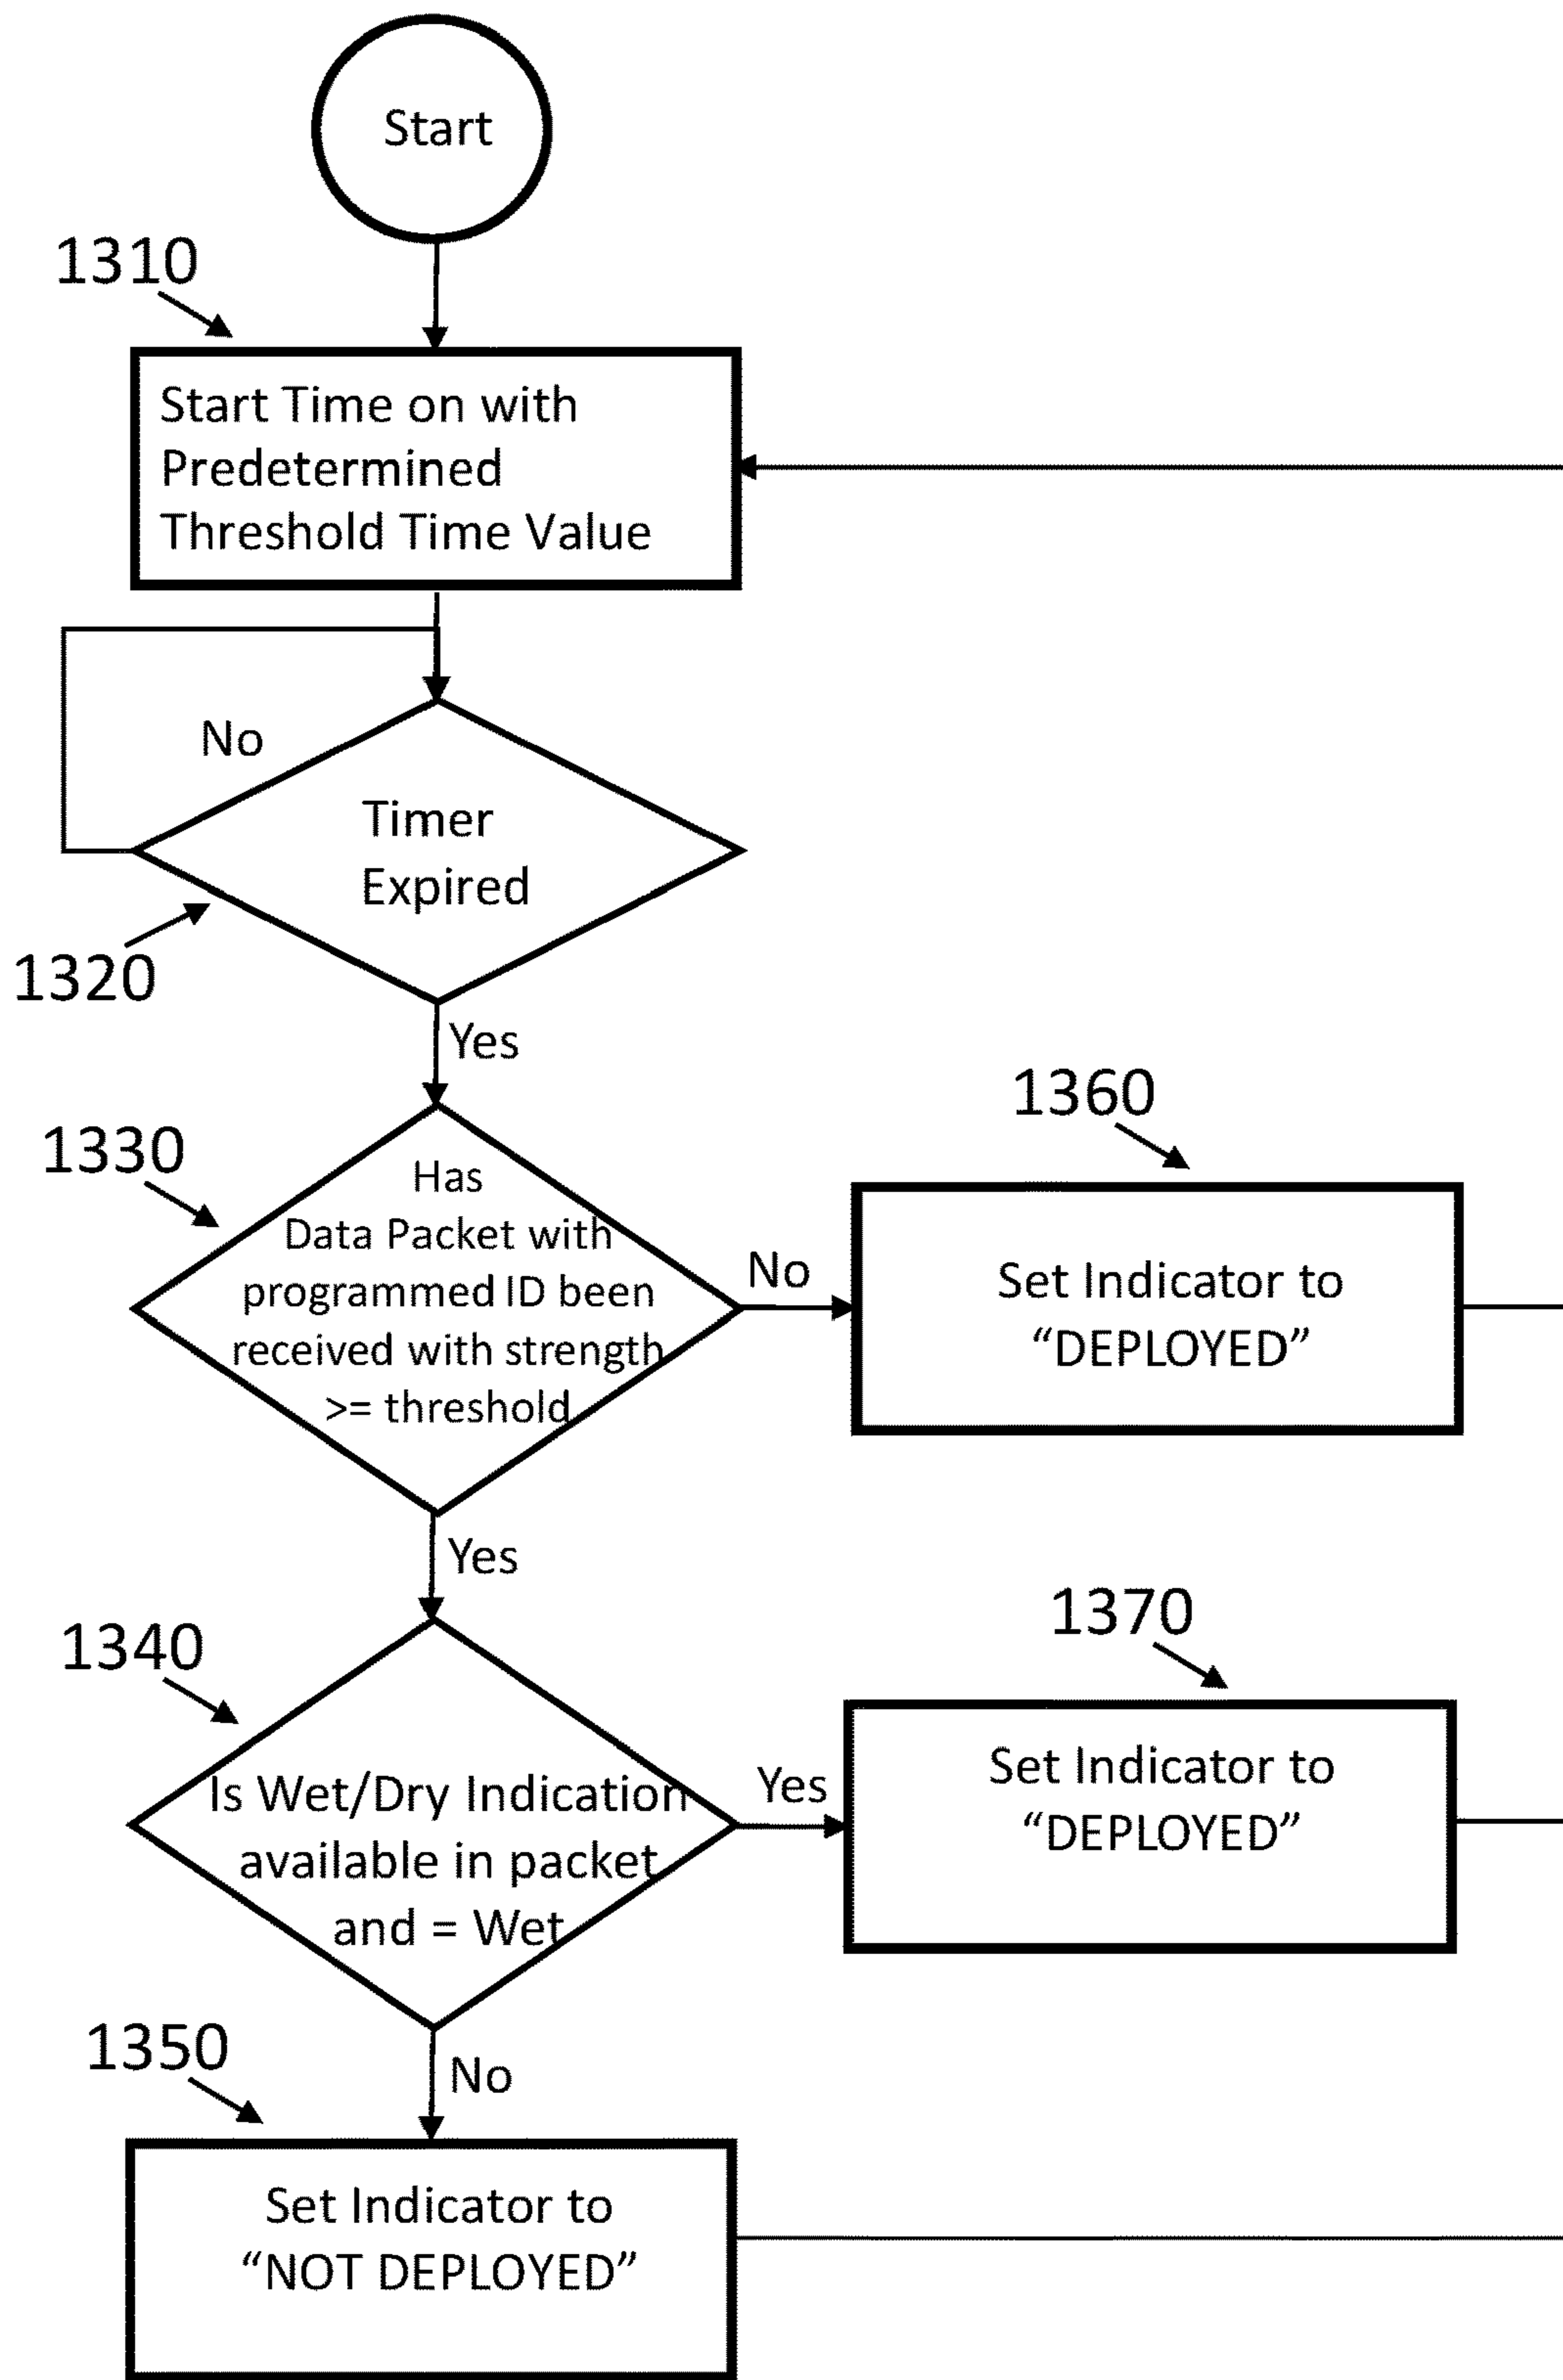 Start
1310
Start Time on with
Predetermined
Threshold Time Value
No
Timer
Expired
1320
Yes
1330
Has
Data Packet with
programmed ID been
received with strength
>= threshold
No
1360
Set Indicator to
“DEPLOYED”
Yes
1340
Is Wet/Dry Indication
available in packet
and = Wet
Yes
1370
Set Indicator to
“DEPLOYED”
No
1350
Set Indicator to
“NOT DEPLOYED”